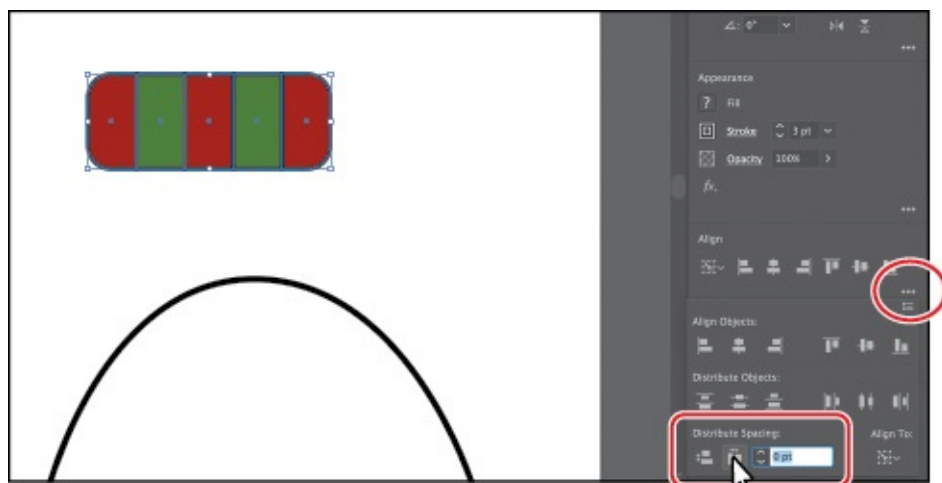 0°
Appearance
? Fill
Stroke 3 pt
Opacity 100%
fx.
Align
Align Objects:
Distribute Objects:
Distribute Spacing: Align To:
0 pt